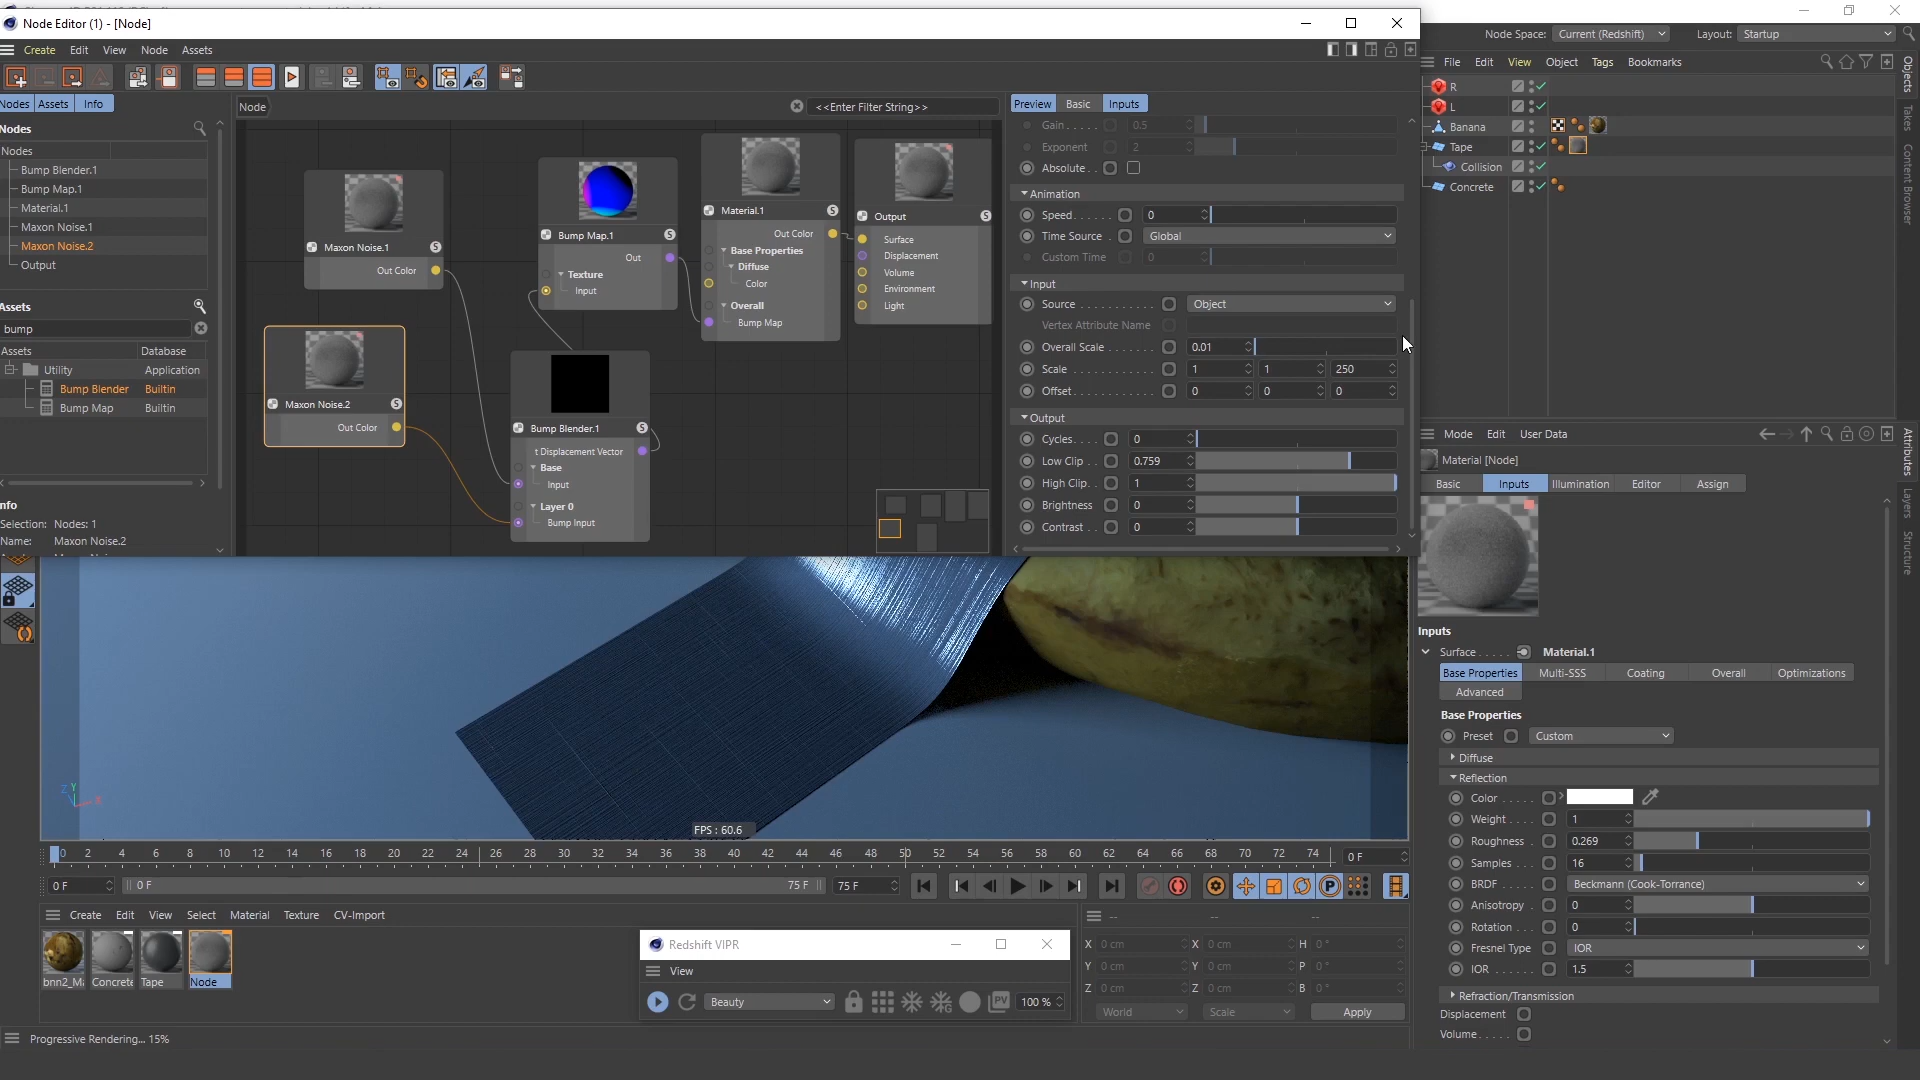 Node Editor (1) - [Node]
Create Edit View Node Assets
Node Space: Current (Redshift) Layout: Startup
File Edit View Object Tags Bookmarks
Nodes Assets Info
Node
<<Enter Filter String>>
Preview Basic Inputs
Nodes
Nodes
Bump Blender.1
Bump Map.1
Material.1
Maxon Noise.1
Maxon Noise.2
Output
Assets
bump
Assets Database
Utility Application
Bump Blender Builtin
Bump Map Builtin
nfo
Selection: Nodes: 1
Name: Maxon Noise.2
Maxon Noise.1
Out Color
Maxon Noise.2
Out Color
Bump Map.1
Out
Texture
Input
Bump Blender.1
t Displacement Vector
Base
Input
Layer 0
Bump Input
Material.1
Out Color
Base Properties
Diffuse
Color
Overall
Bump Map
Output
Surface
Displacement
Volume
Environment
Light
Gain 0.5
Exponent 2
Absolute
Animation
Speed 0
Time Source Global
Custom Time 0
Input
Source Object
Vertex Attribute Name
Overall Scale 0.01
Scale 1 1 250
Offset 0 0 0
Output
Cycles 0
Low Clip 0.759
High Clip 1
Brightness 0
Contrast 0
R
L
Banana
Tape
Collision
Concrete
Objects
Takes
Content Browser
Attributes
Layers
Structure
Mode Edit User Data
Material [Node]
Basic Inputs Illumination Editor Assign
Inputs
Surface Material.1
Base Properties Multi-SSS Coating Overall Optimizations
Advanced
Base Properties
Preset Custom
Diffuse
Reflection
Color
Weight 1
Roughness 0.269
Samples 16
BRDF Beckmann (Cook-Torrance)
Anisotropy 0
Rotation 0
Fresnel Type IOR
IOR 1.5
Refraction/Transmission
Displacement
Volume
Z Y X
FPS : 60.6
0 2 4 6 8 10 12 14 16 18 20 22 24 26 28 30 32 34 36 38 40 42 44 46 48 50 52 54 56 58 60 62 64 66 68 70 72 74 0 F
0 F 0 F 75 F 75 F
Create Edit View Select Material Texture CV-Import
bnn2_M Concrete Tape Node
Redshift VIPR
View
Beauty 100 %
-- -- --
X 0 cm X 0 cm H 0 °
Y 0 cm Y 0 cm P 0 °
Z 0 cm Z 0 cm B 0 °
World Scale Apply
Progressive Rendering... 15%